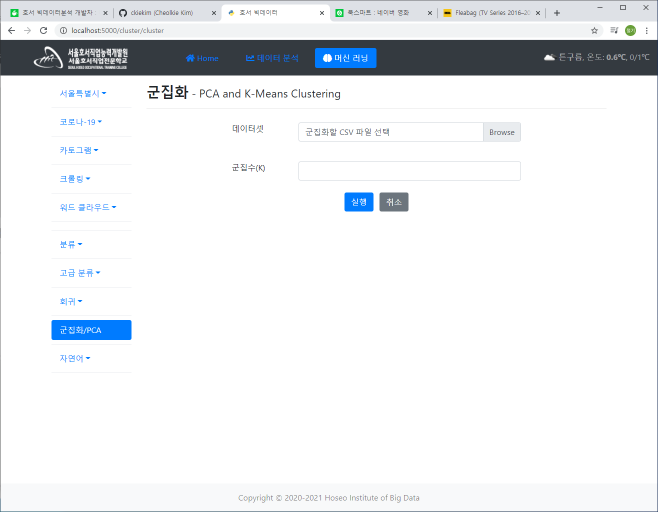 호서 빅데이터분석 개발자
ckiekim (Cheolkie Kim)
호서 빅데이터
북스마트 : 네이버 영화
Fleabag (TV Series 2016–20
localhost:5000/cluster/cluster
서울호서직업능력개발원
서울호서직업전문학교
Home
데이터 분석
머신 러닝
튼구름, 온도: 0.6℃, 0/1℃
서울특별시
코로나-19
카토그램
크롤링
워드 클라우드
분류
고급 분류
회귀
군집화/PCA
자연어
군집화 - PCA and K-Means Clustering
데이터셋
군집화할 CSV 파일 선택
Browse
군집수(K)
실행
취소
Copyright © 2020-2021 Hoseo Institute of Big Data